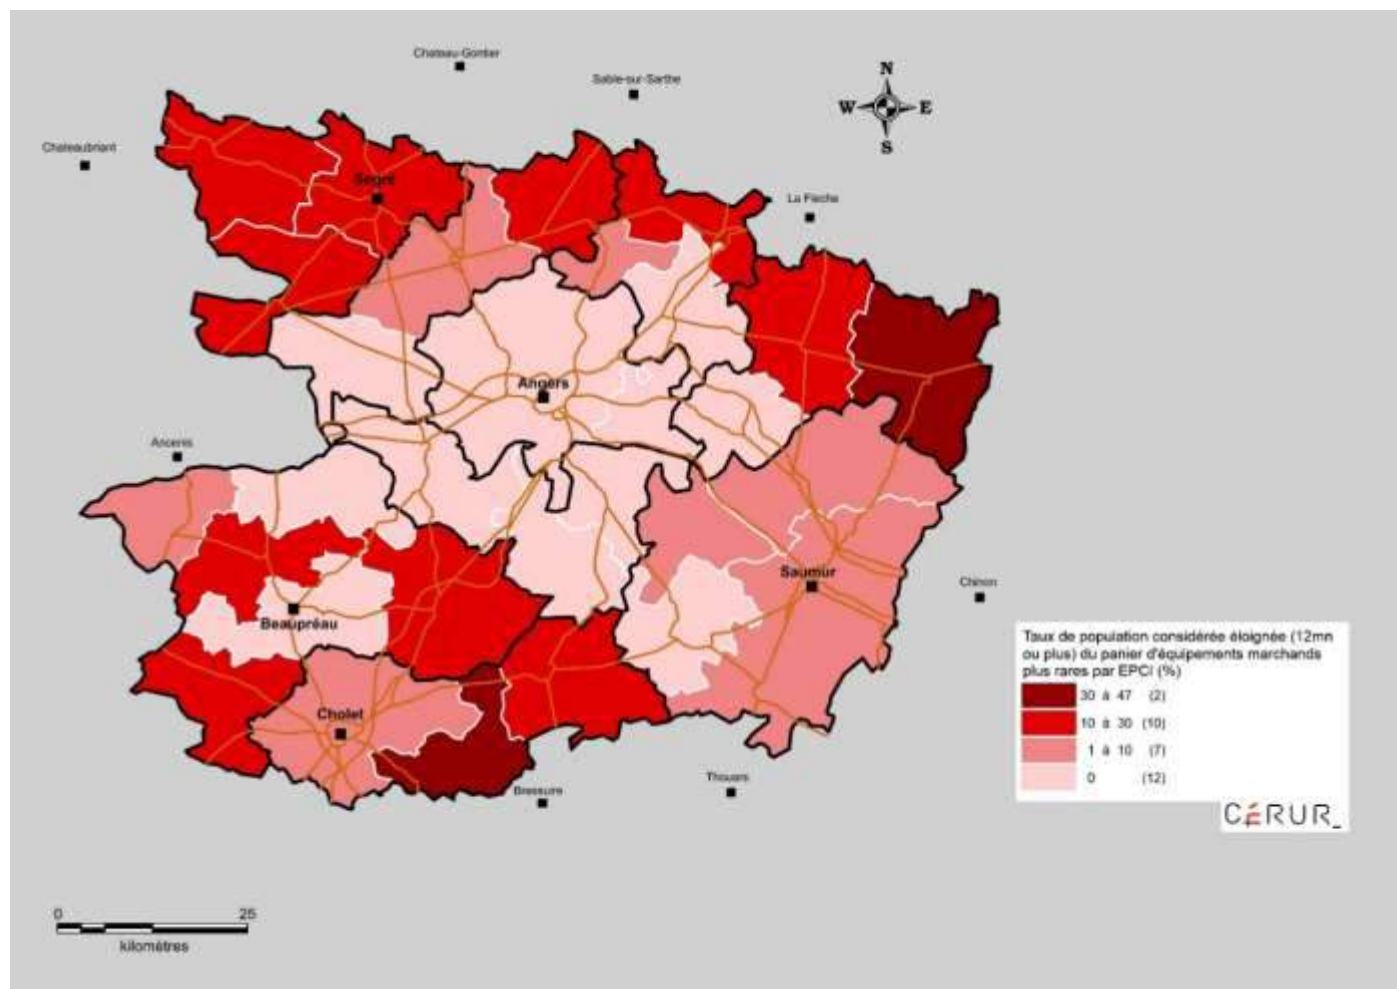 Chateau-Gontier
Sable-sur-Sarthe
N
W E
S
Chateaubriant
Segré
La Fleche
Angers
Ancenis
Saumur
Chinon
Beaupréau
Cholet
Bressuire
Thouars
Taux de population considérée éloignée (12mn
ou plus) du panier d'équipements marchands
plus rares par EPCI (%)
30 à 47 (2)
10 à 30 (10)
1 à 10 (7)
0 (12)
CÉRUR_
0 25
kilomètres